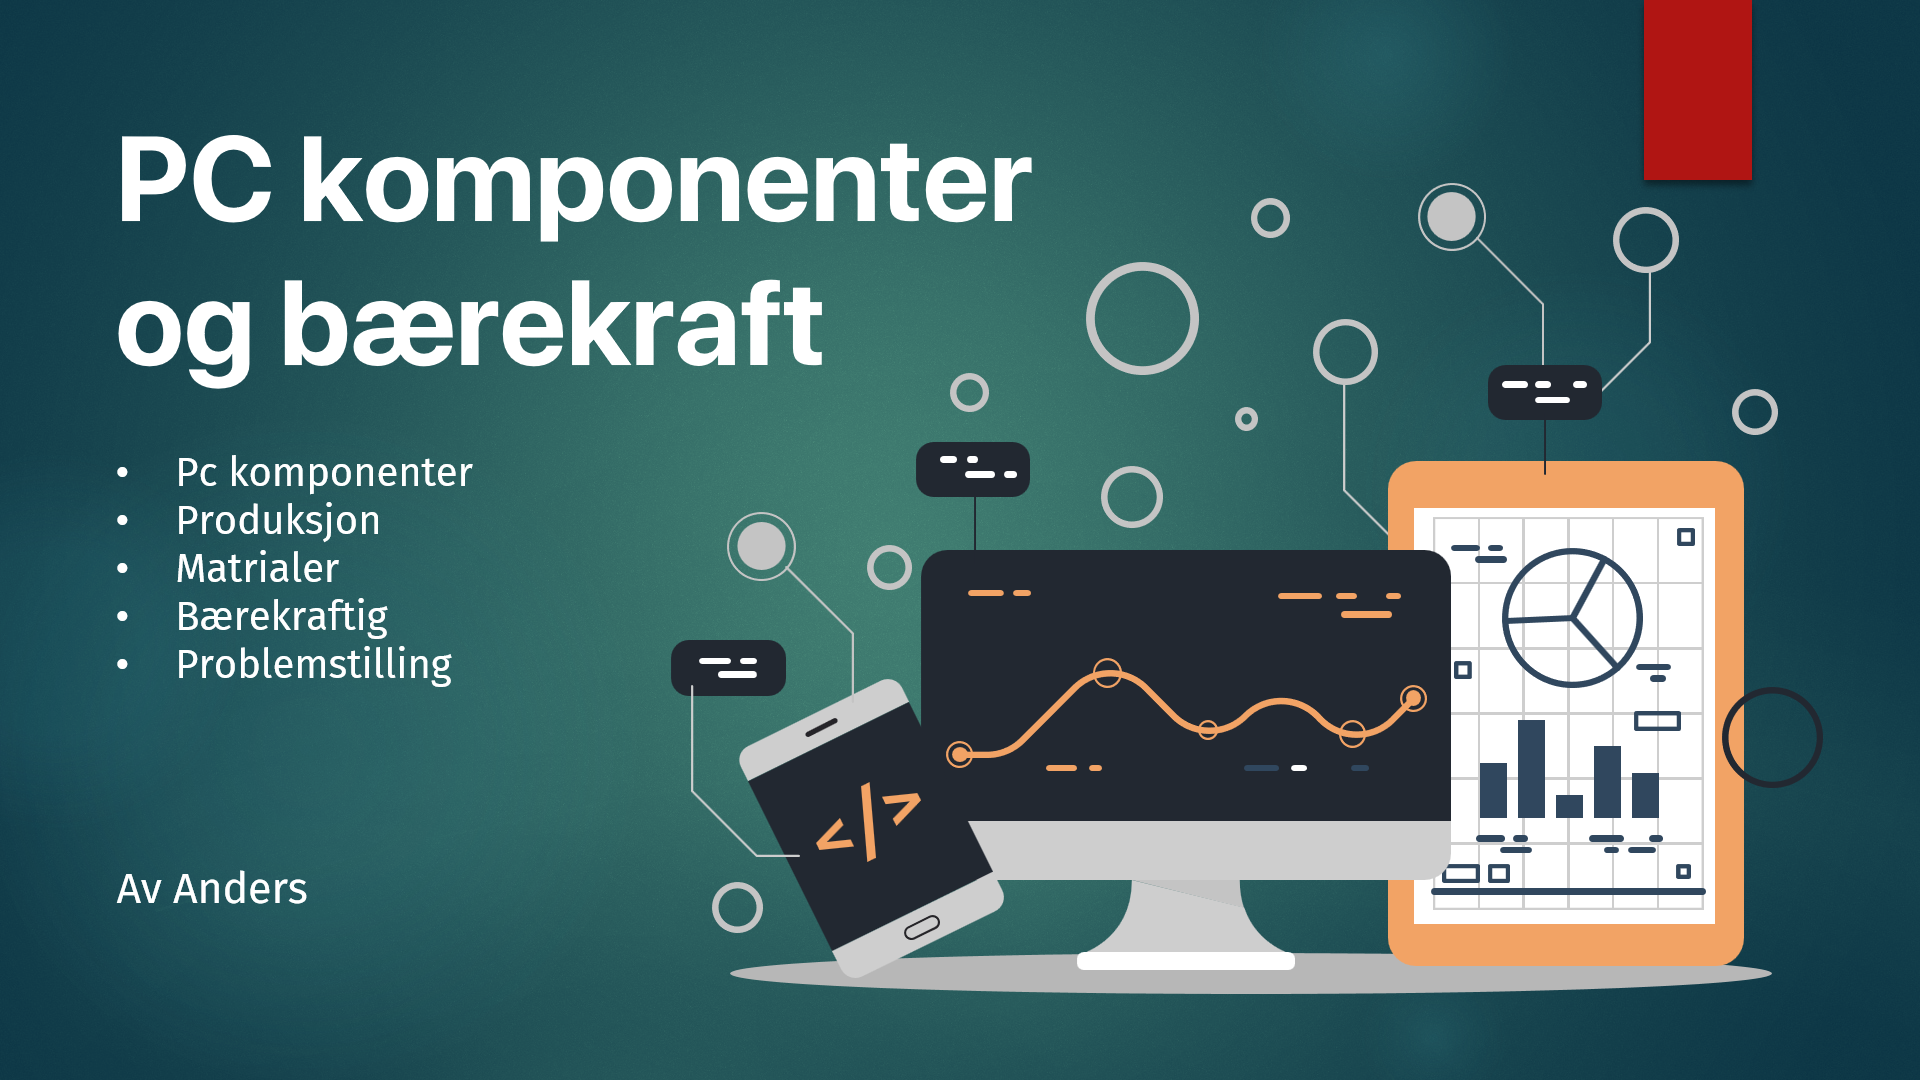 PC komponenter
og bærekraft
• Pc komponenter
• Produksjon
• Matrialer
• Bærekraftig
• Problemstilling
Av Anders
</>